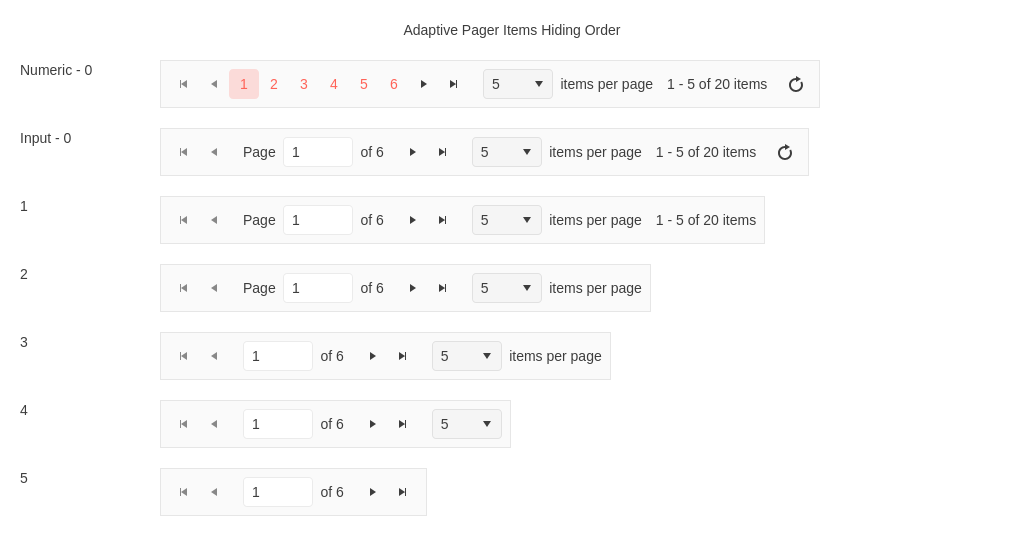 Adaptive Pager Items Hiding Order
Numeric - 0 1 2 3 4 5 6 5 items per page 1 - 5 of 20 items
Input - 0 Page 1 of 6 5 items per page 1 - 5 of 20 items
1 Page 1 of 6 5 items per page 1 - 5 of 20 items
2 Page 1 of 6 5 items per page
3 1 of 6 5 items per page
4 1 of 6 5
5 1 of 6